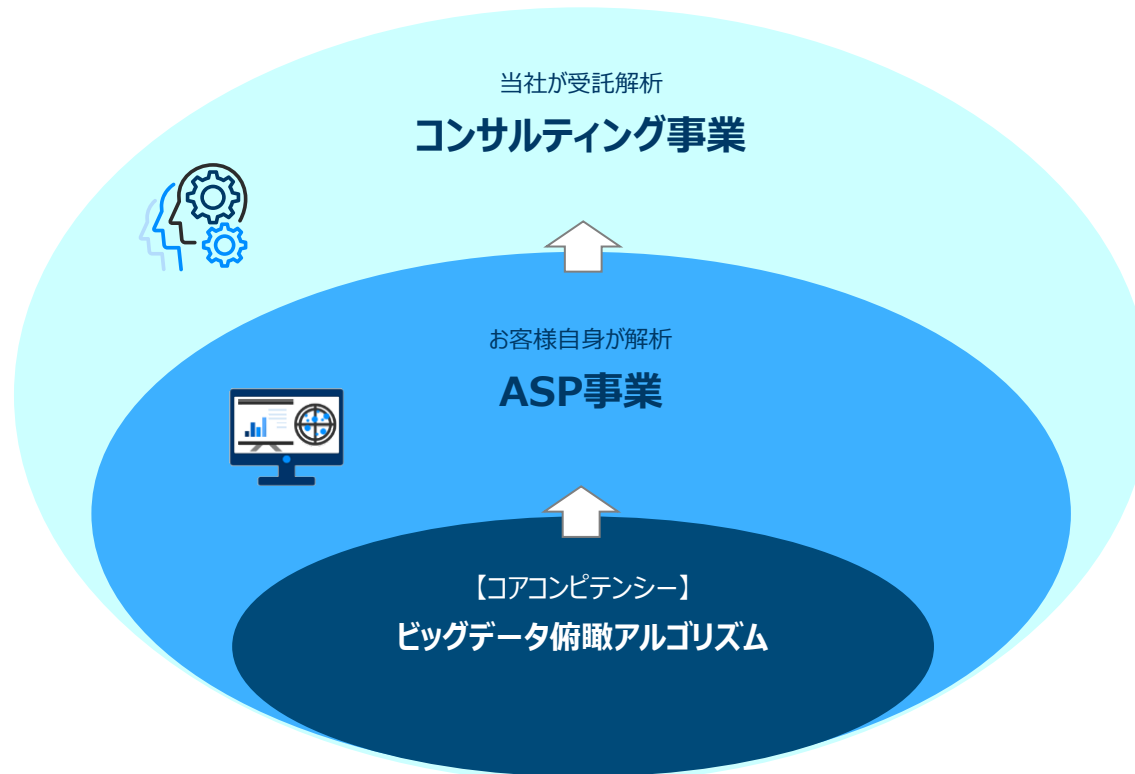 当社が受託解析
コンサルティング事業
お客様自身が解析
ASP事業
【コアコンピテンシー】
ビッグデータ俯瞰アルゴリズム